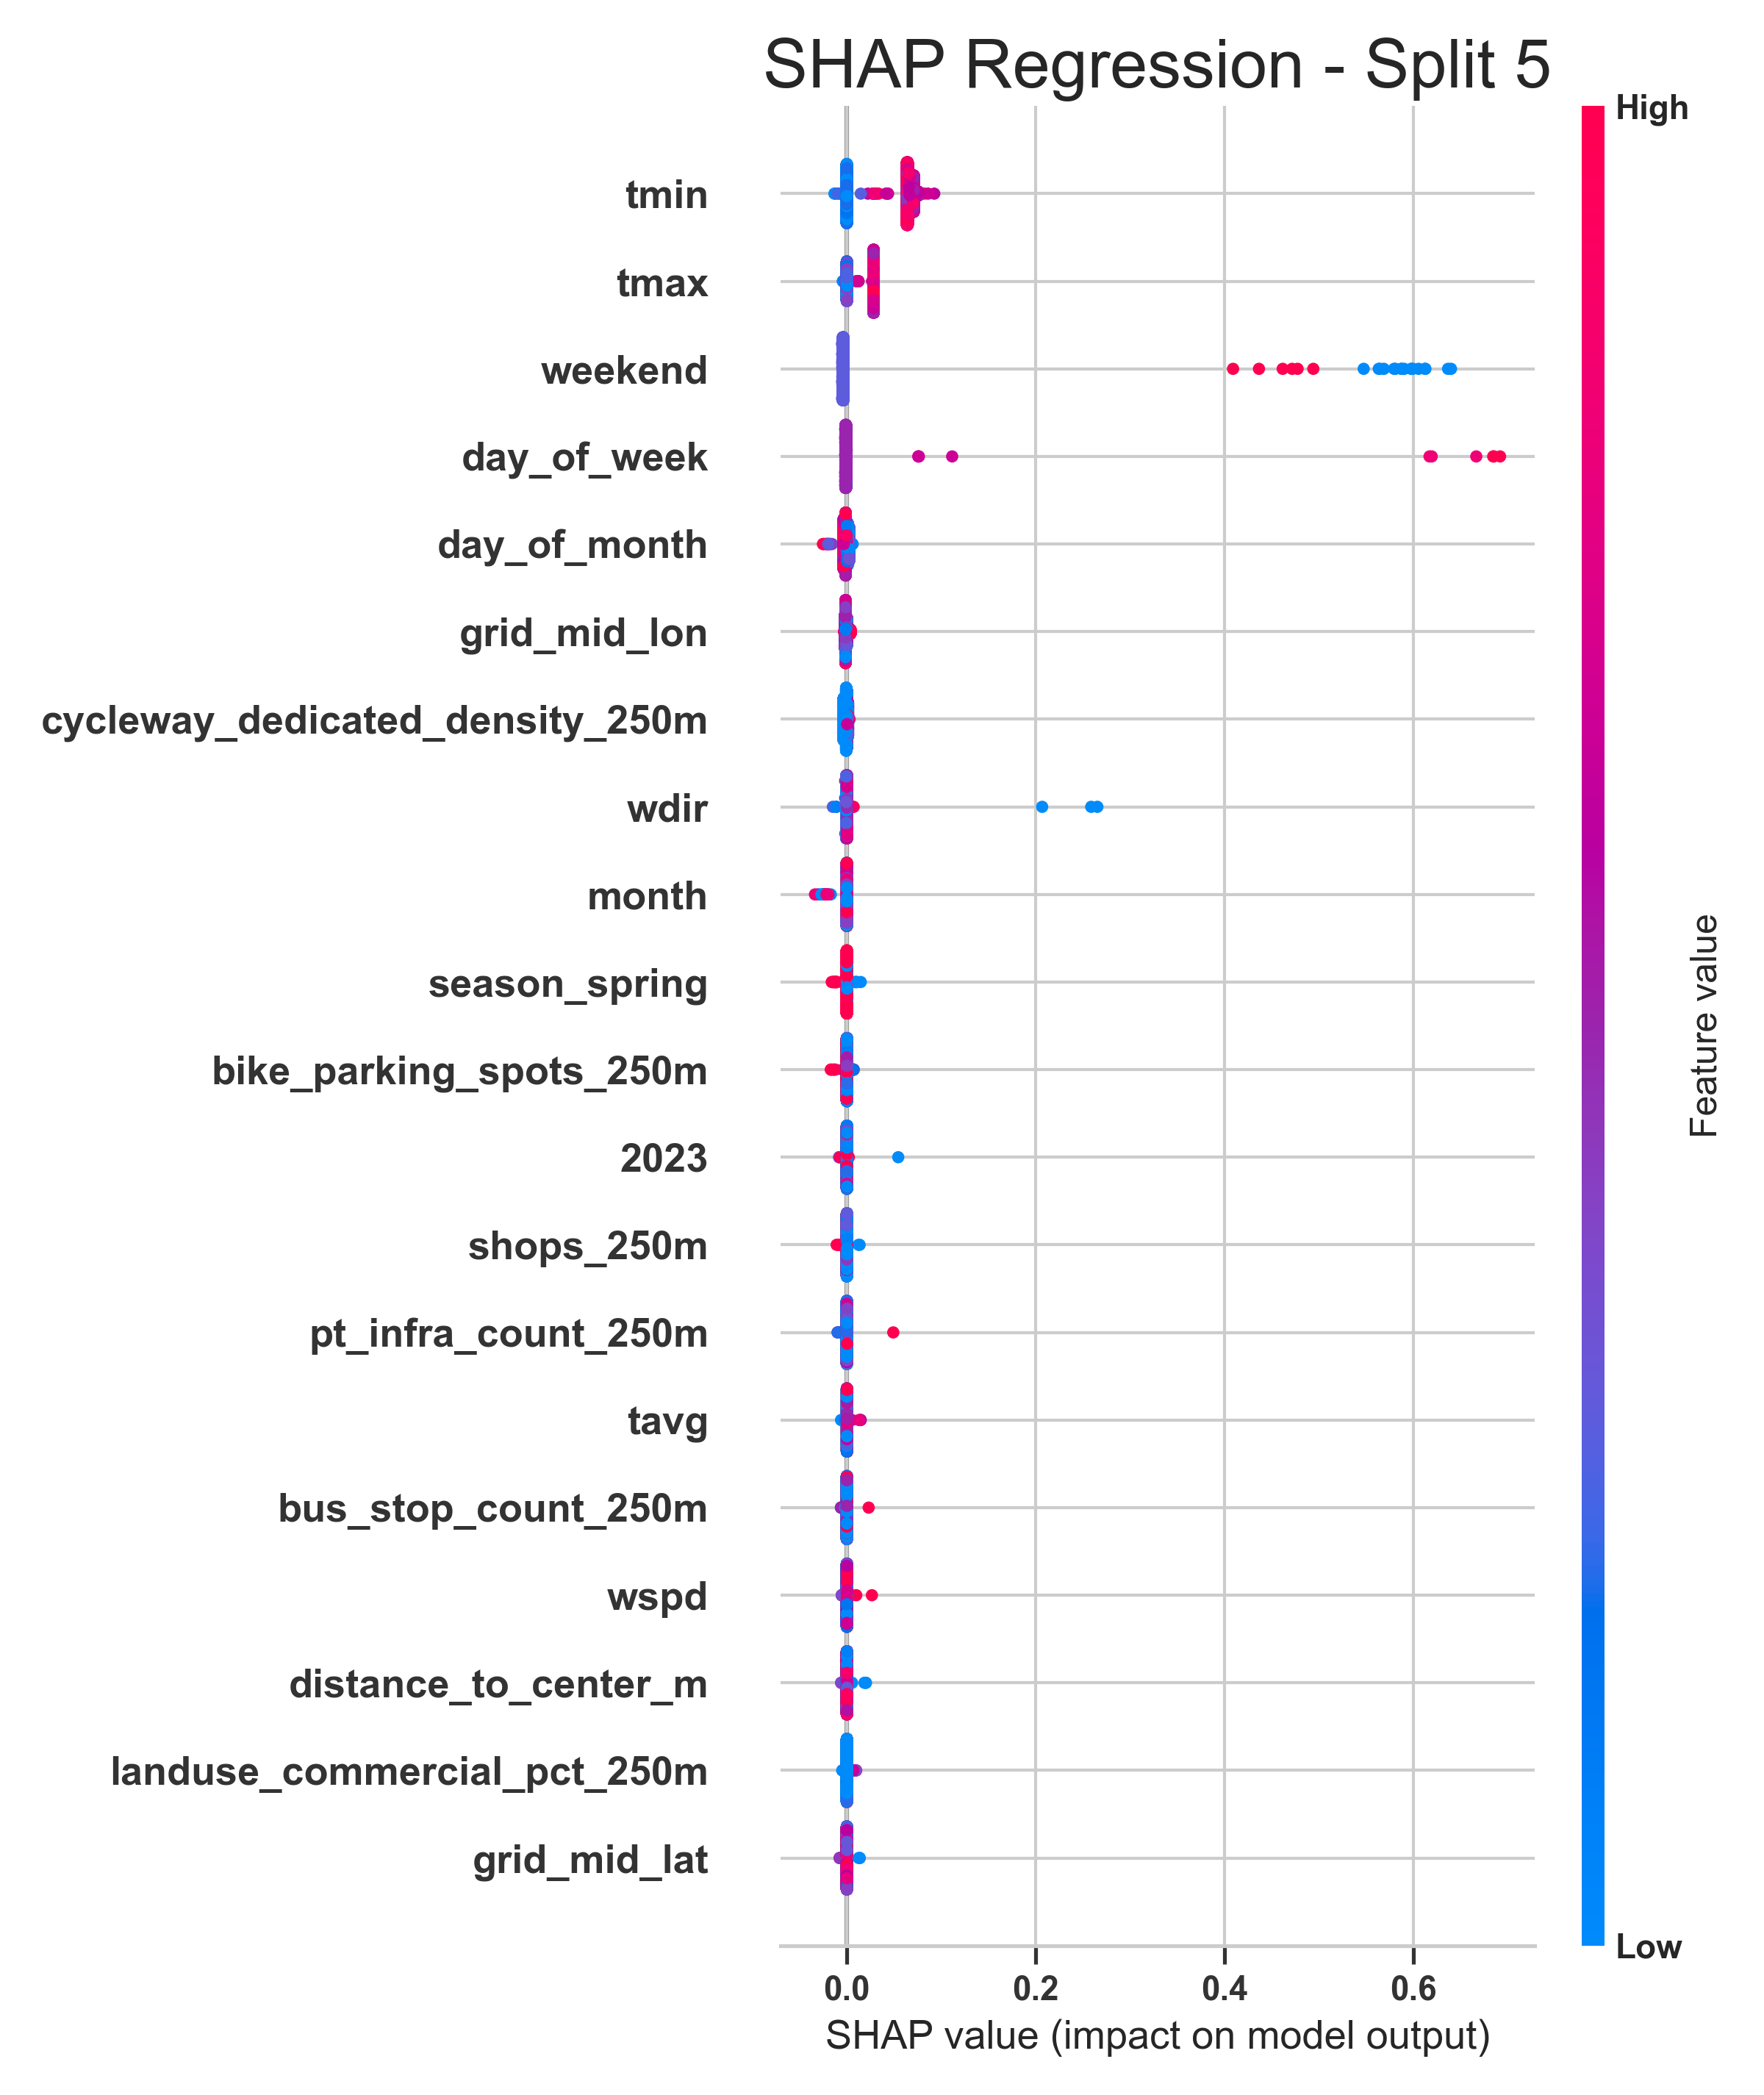 SHAP Regression - Split 5
High
tmin
tmax
weekend
day_of_week
day_of_month
grid_mid_lon
cycleway_dedicated_density_250m
wdir
month
season_spring
bike_parking_spots_250m
2023
shops_250m
pt_infra_count_250m
tavg
bus_stop_count_250m
wspd
distance_to_center_m
landuse_commercial_pct_250m
grid_mid_lat
Feature value
Low
0.0 0.2 0.4 0.6
SHAP value (impact on model output)